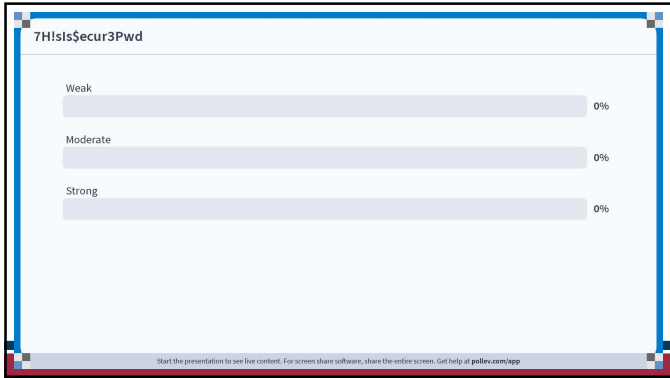 7H!sIs$ecur3Pwd
Weak
0%
Moderate
0%
Strong
0%
Start the presentation to see live content. For screen share software, share the entire screen. Get help at pollev.com/app